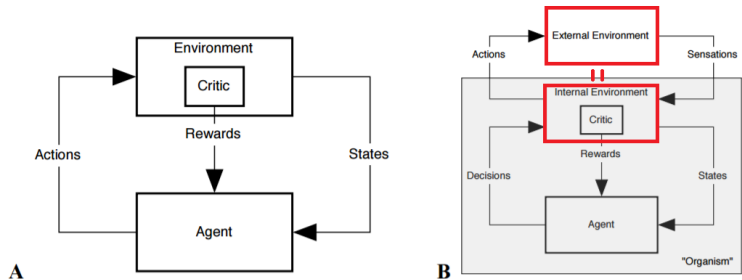 Environment
Critic
Rewards
Actions
States
Agent
A
External Environment
Actions
Sensations
Internal Environment
Critic
Rewards
Decisions
States
Agent
"Organism"
B